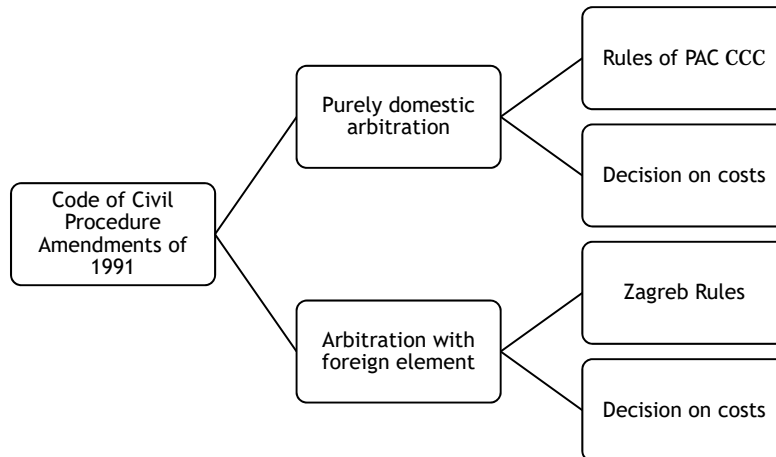 Rules of PAC CCC
Purely domestic
arbitration
Decision on costs
Code of Civil
Procedure
Amendments of
1991
Zagreb Rules
Arbitration with
foreign element
Decision on costs